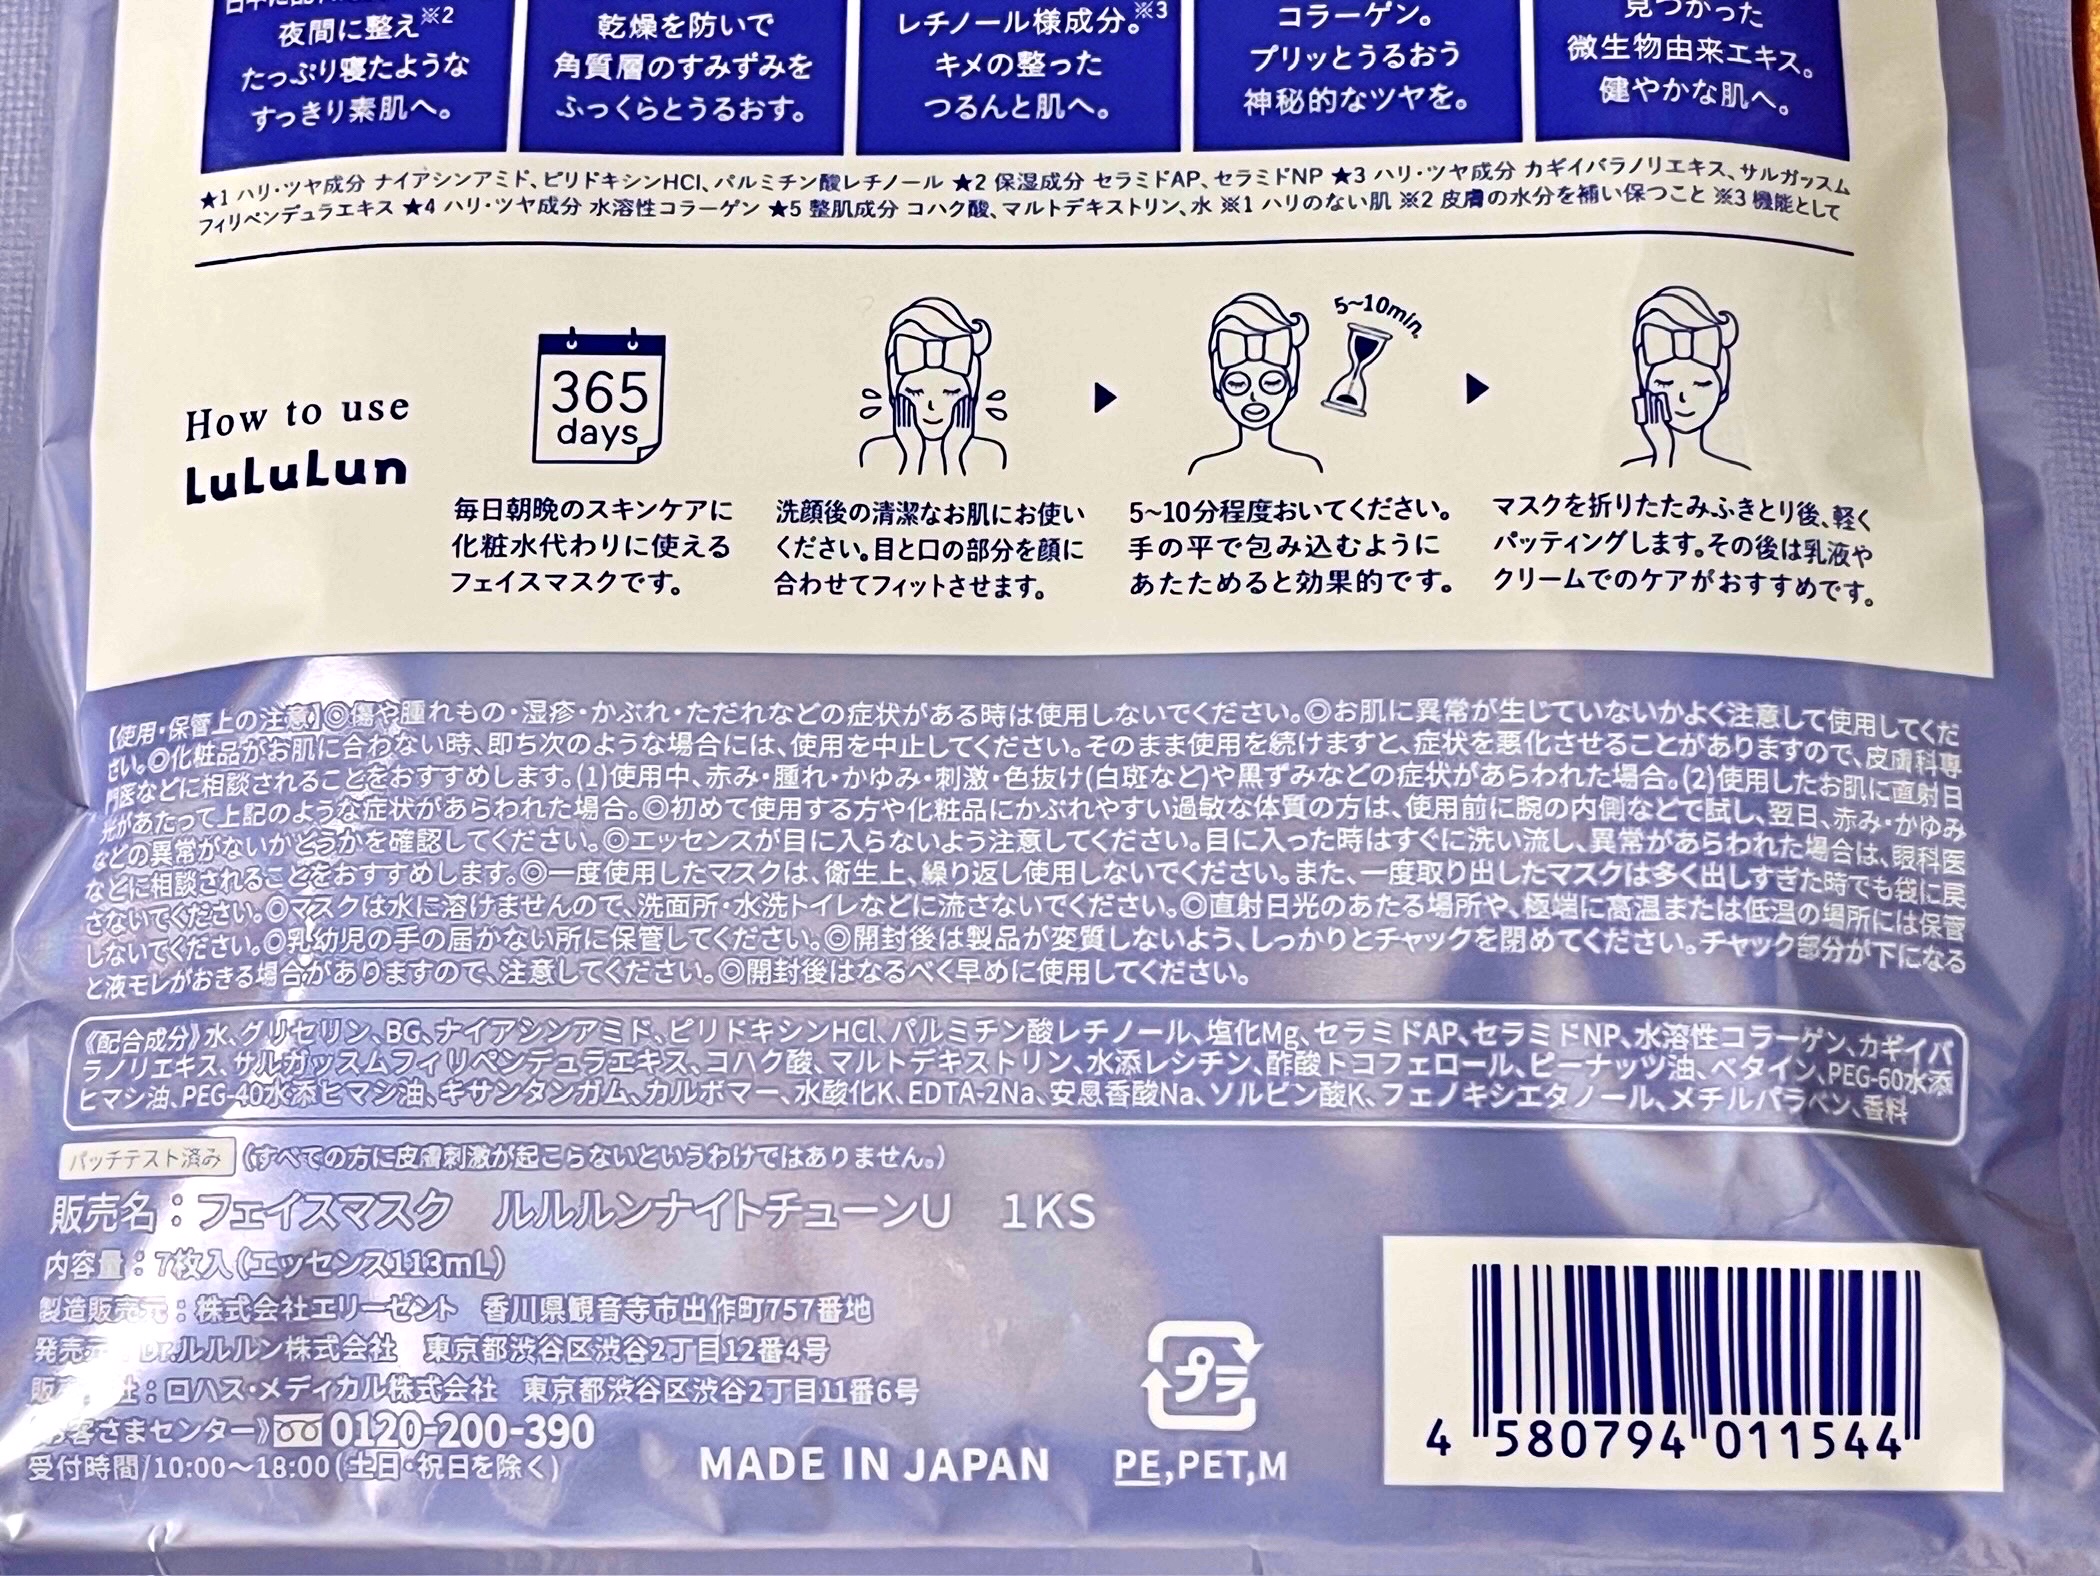 夜間に整え※2
たっぷり寝たような
すっきり素肌へ。
乾燥を防いで
角質層のすみずみを
ふっくらとうるおす。
レチノール様成分。※3
キメの整った
つるんと肌へ。
コラーゲン。
プリッとうるおう
神秘的なツヤを。
見つかった
微生物由来エキス。
健やかな肌へ。
★1 ハリ・ツヤ成分 ナイアシンアミド、ピリドキシンHCl、パルミチン酸レチノール ★2 保湿成分 セラミドAP、セラミドNP ★3 ハリ・ツヤ成分 カギイバラノリエキス、サルガッスム
フィリペンデュラエキス ★4 ハリ・ツヤ成分 水溶性コラーゲン ★5 整肌成分 コハク酸、マルトデキストリン、水 ※1 ハリのない肌 ※2 皮膚の水分を補い保つこと ※3 機能として
How to use
LuLuLun
365
days
毎日朝晩のスキンケアに
化粧水代わりに使える
フェイスマスクです。
洗顔後の清潔なお肌にお使い
ください。目と口の部分を顔に
合わせてフィットさせます。
5~10min.
5~10分程度おいてください。
手の平で包み込むように
あたためると効果的です。
マスクを折りたたみふきとり後、軽く
パッティングします。その後は乳液や
クリームでのケアがおすすめです。
【使用・保管上の注意】◎傷や腫れもの・湿疹・かぶれ・ただれなどの症状がある時は使用しないでください。◎お肌に異常が生じていないかよく注意して使用してくだ
さい。◎化粧品がお肌に合わない時、即ち次のような場合には、使用を中止してください。そのまま使用を続けますと、症状を悪化させることがありますので、皮膚科専
門医などに相談されることをおすすめします。(1)使用中、赤み・腫れ・かゆみ・刺激・色抜け(白斑など)や黒ずみなどの症状があらわれた場合。(2)使用したお肌に直射日
光があたって上記のような症状があらわれた場合。◎初めて使用する方や化粧品にかぶれやすい過敏な体質の方は、使用前に腕の内側などで試し、翌日、赤み・かゆみ
などの異常がないかどうかを確認してください。◎エッセンスが目に入らないよう注意してください。目に入った時はすぐに洗い流し、異常があらわれた場合は、眼科医
などに相談されることをおすすめします。◎一度使用したマスクは、衛生上、繰り返し使用しないでください。また、一度取り出したマスクは多く出しすぎた時でも袋に戻
さないでください。◎マスクは水に溶けませんので、洗面所・水洗トイレなどに流さないでください。◎直射日光のあたる場所や、極端に高温または低温の場所には保管
しないでください。◎乳幼児の手の届かない所に保管してください。◎開封後は製品が変質しないよう、しっかりとチャックを閉めてください。チャック部分が下になる
と液モレがおきる場合がありますので、注意してください。◎開封後はなるべく早めに使用してください。
《配合成分》水、グリセリン、BG、ナイアシンアミド、ピリドキシンHCl、パルミチン酸レチノール、塩化Mg、セラミドAP、セラミドNP、水溶性コラーゲン、カギイバ
ラノリエキス、サルガッスムフィリペンデュラエキス、コハク酸、マルトデキストリン、水添レシチン、酢酸トコフェロール、ピーナッツ油、ベタイン、PEG-60水添
ヒマシ油、PEG-40水添ヒマシ油、キサンタンガム、カルボマー、水酸化K、EDTA-2Na、安息香酸Na、ソルビン酸K、フェノキシエタノール、メチルパラベン、香料
パッチテスト済み (すべての方に皮膚刺激が起こらないというわけではありません。)
販売名：フェイスマスク ルルルンナイトチューンU 1KS
内容量：7枚入(エッセンス113mL)
製造販売元：株式会社エリーゼント 香川県観音寺市出作町757番地
発売元 Dr.ルルルン株式会社 東京都渋谷区渋谷2丁目12番4号
販 社：ロハス・メディカル株式会社 東京都渋谷区渋谷2丁目11番6号
お客さまセンター》0120-200-390
受付時間/10:00～18:00(土日・祝日を除く)
MADE IN JAPAN
プラ
PE,PET,M
4 580794 011544